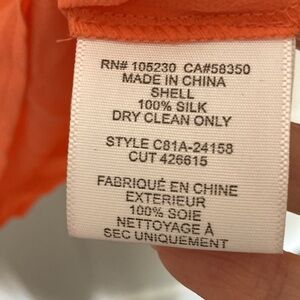 RN# 105230 CA#58350
MADE IN CHINA
SHELL
100% SILK
DRY CLEAN ONLY
STYLE C81A-24158
CUT 426615
FABRIQUÉ EN CHINE
EXTERIEUR
100% SOIE
NETTOYAGE À
SEC UNIQUEMENT